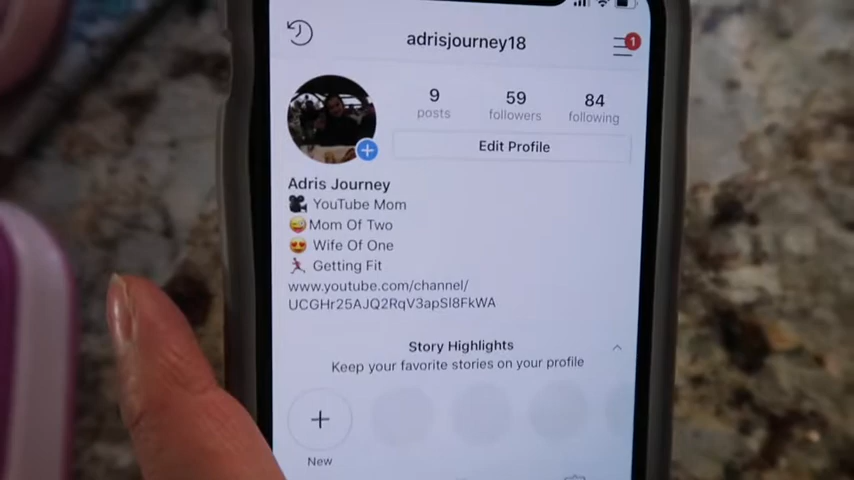 adrisjourney18
1
9 59 84
posts followers following
Edit Profile
Adris Journey
YouTube Mom
Mom Of Two
Wife Of One
Getting Fit
www.youtube.com/channel/
UCGHr25AJQ2RqV3apSl8FkWA
Story Highlights
Keep your favorite stories on your profile
New